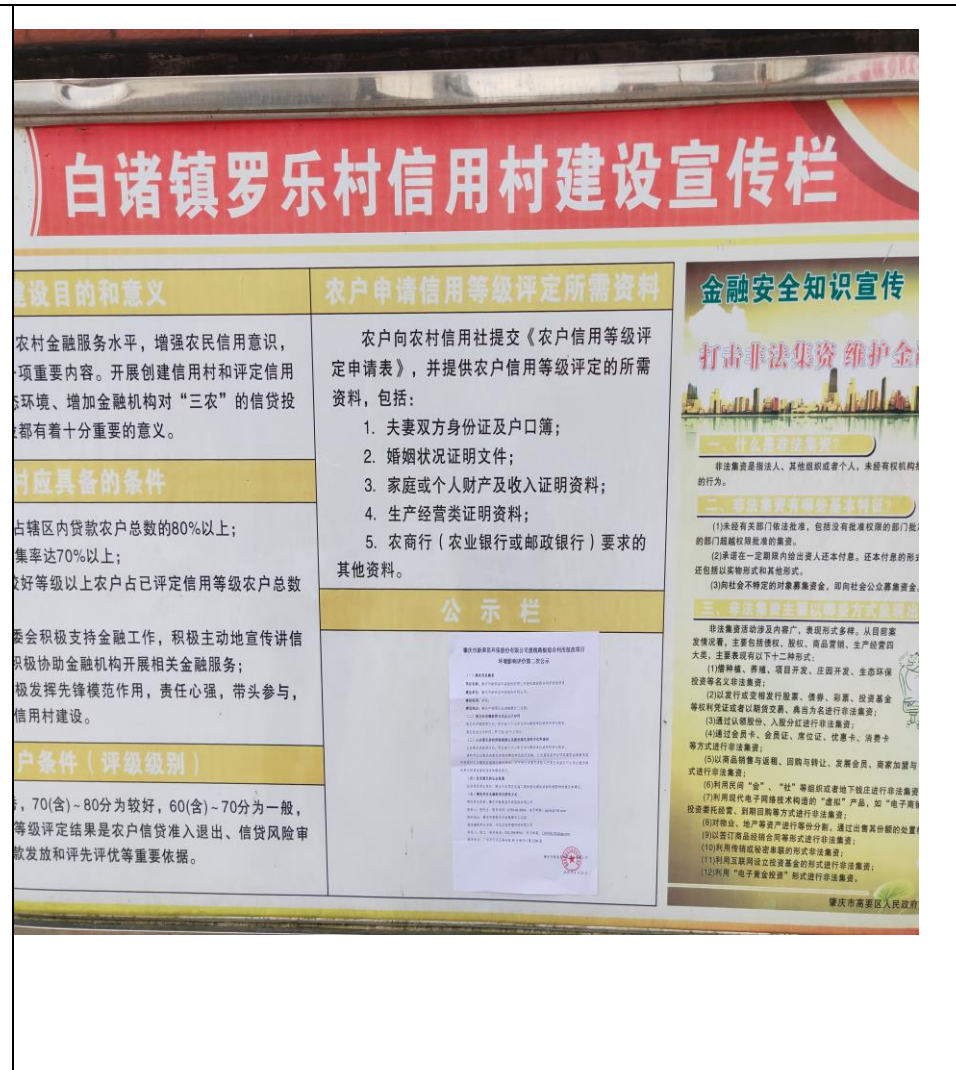 白诸镇罗乐村信用村建设宣传栏
建设目的和意义
农村金融服务水平，增强农民信用意识，
项重要内容。开展创建信用村和评定信用
环境、增加金融机构对“三农”的信贷投
都有着十分重要的意义。
村应具备的条件
占辖区内贷款农户总数的80%以上；
集率达70%以上；
好等级以上农户占已评定信用等级农户总数
委会积极支持金融工作，积极主动地宣传讲信
积极协助金融机构开展相关金融服务；
极发挥先锋模范作用，责任心强，带头参与，
信用村建设。
户条件（评级级别）
，70(含)~80分为较好，60(含)~70分为一般，
等级评定结果是农户信贷准入退出、信贷风险审
款发放和评先评优等重要依据。
农户申请信用等级评定所需资料
农户向农村信用社提交《农户信用等级评
定申请表》，并提供农户信用等级评定的所需
资料，包括：
1. 夫妻双方身份证及户口簿；
2. 婚姻状况证明文件；
3. 家庭或个人财产及收入证明资料；
4. 生产经营类证明资料；
5. 农商行（农业银行或邮政银行）要求的
其他资料。
公示栏
环境影响评价第二次公示
金融安全知识宣传
打击非法集资 维护金融
一、什么是非法集资？
非法集资是指法人、其他组织或者个人，未经有权机构批
的行为。
二、非法集资有哪些基本特征？
(1)未经有关部门依法批准，包括没有批准权限的部门批
的部门超越权限批准的集资。
(2)承诺在一定期限内给出资人还本付息。还本付息的形式
还包括以实物形式和其他形式。
(3)向社会不特定的对象募集资金，即向社会公众募集资金。
三、非法集资主要以哪些方式
非法集资活动涉及内容广，表现形式多样。从目前案
发情况看，主要包括债权、股权、商品营销、生产经营四
大类。主要表现有以下十二种形式：
(1)借种植、养殖、项目开发、庄园开发、生态环保
投资等名义非法集资；
(2)以发行或变相发行股票、债券、彩票、投资基金
等权利凭证或者以期货交易、典当为名进行非法集资；
(3)通过认领股份、入股分红进行非法集资；
(4)通过会员卡、会员证、席位证、优惠卡、消费卡
等方式进行非法集资；
(5)以商品销售与返租、回购与转让、发展会员、商家加盟与
式进行非法集资；
(6)利用民间“会”、“社”等组织或者地下钱庄进行非法集资
(7)利用现代电子网络技术构造的“虚拟”产品，如“电子商
投资委托经营、到期回购等方式进行非法集资；
(8)对物业、地产等资产进行等份分割，通过出售其份额的处置权
(9)以签订商品经销合同等形式进行非法集资；
(10)利用传销或秘密串联的形式非法集资；
(11)利用互联网设立投资基金的形式进行非法集资；
(12)利用“电子黄金投资”形式进行非法集资。
肇庆市高要区人民政府